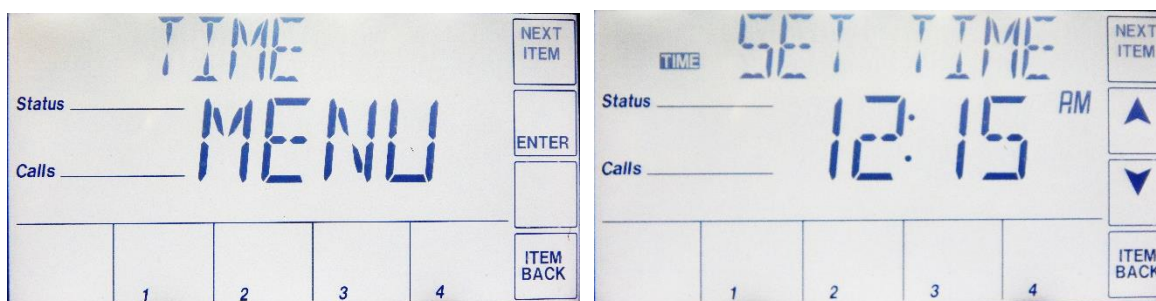 TIME
NEXT
ITEM
Status
MENU
ENTER
Calls
ITEM
BACK
1 2 3 4
SET TIME
NEXT
ITEM
TIME
Status
12:15 PM
Calls
ITEM
BACK
1 2 3 4